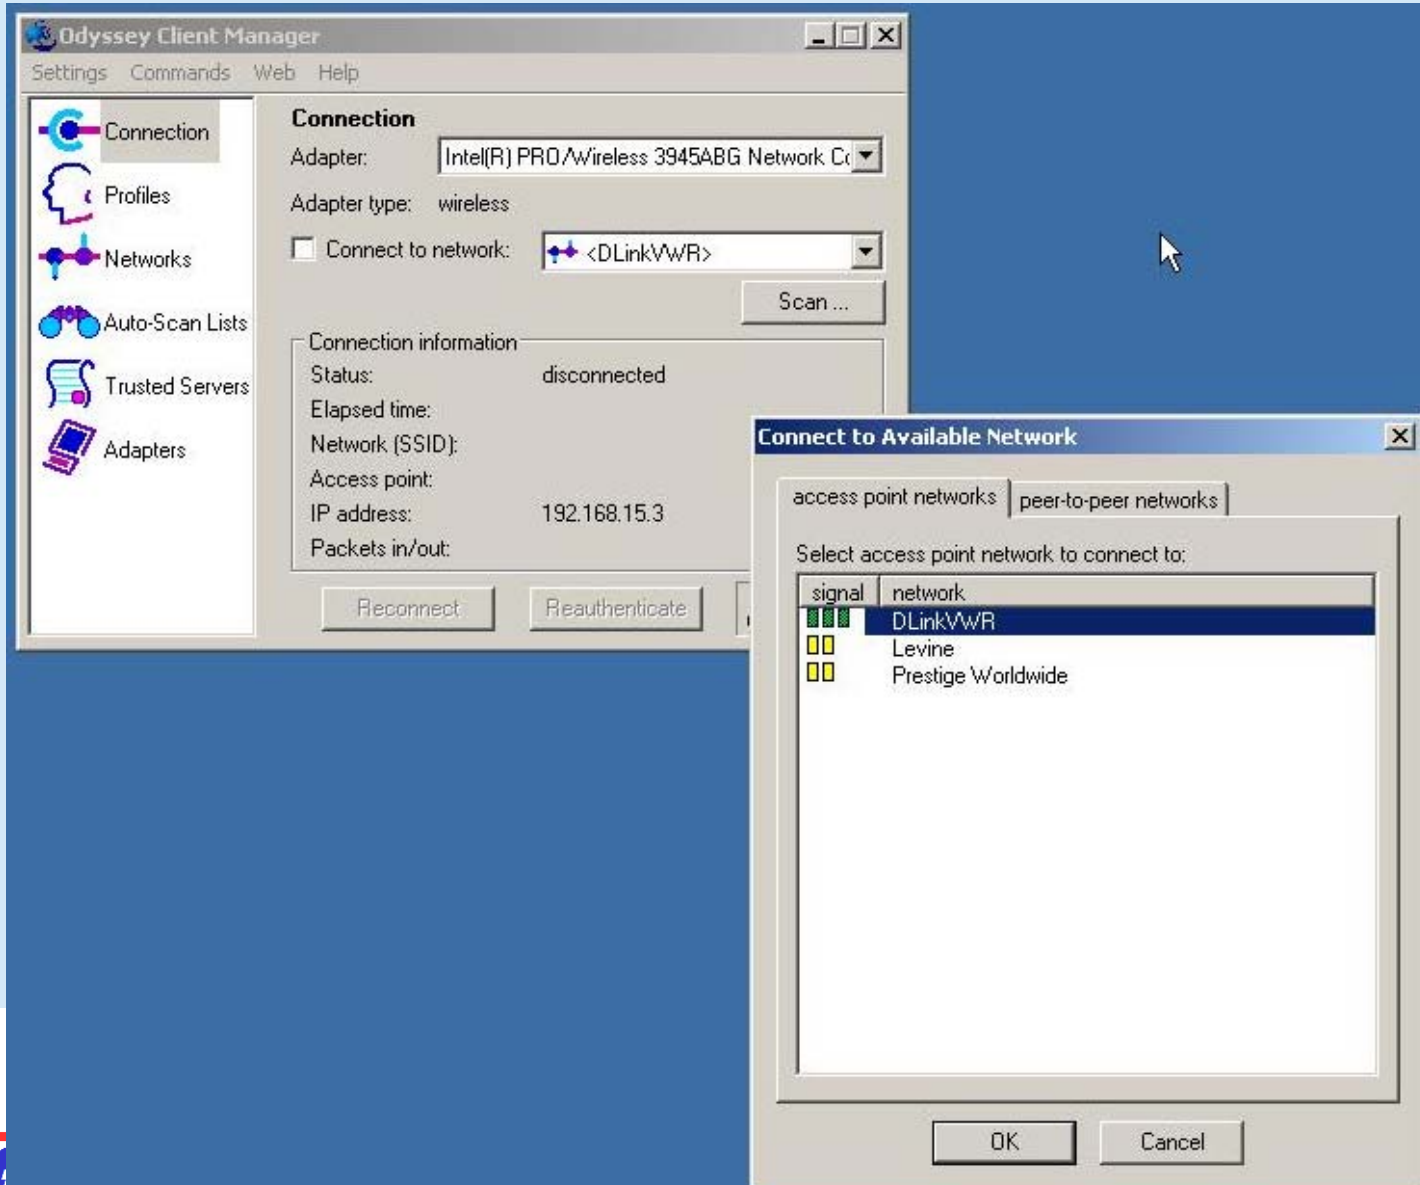 Odyssey Client Manager
Settings Commands Web Help
Connection
Profiles
Networks
Auto-Scan Lists
Trusted Servers
Adapters
Connection
Adapter: Intel(R) PRO/Wireless 3945ABG Network Co
Adapter type: wireless
Connect to network: <DLinkVWR>
Scan ...
Connection information
Status: disconnected
Elapsed time:
Network (SSID):
Access point:
IP address: 192.168.15.3
Packets in/out:
Reconnect Reauthenticate
Connect to Available Network
access point networks peer-to-peer networks
Select access point network to connect to:
signal network
DLinkVWR
Levine
Prestige Worldwide
OK Cancel